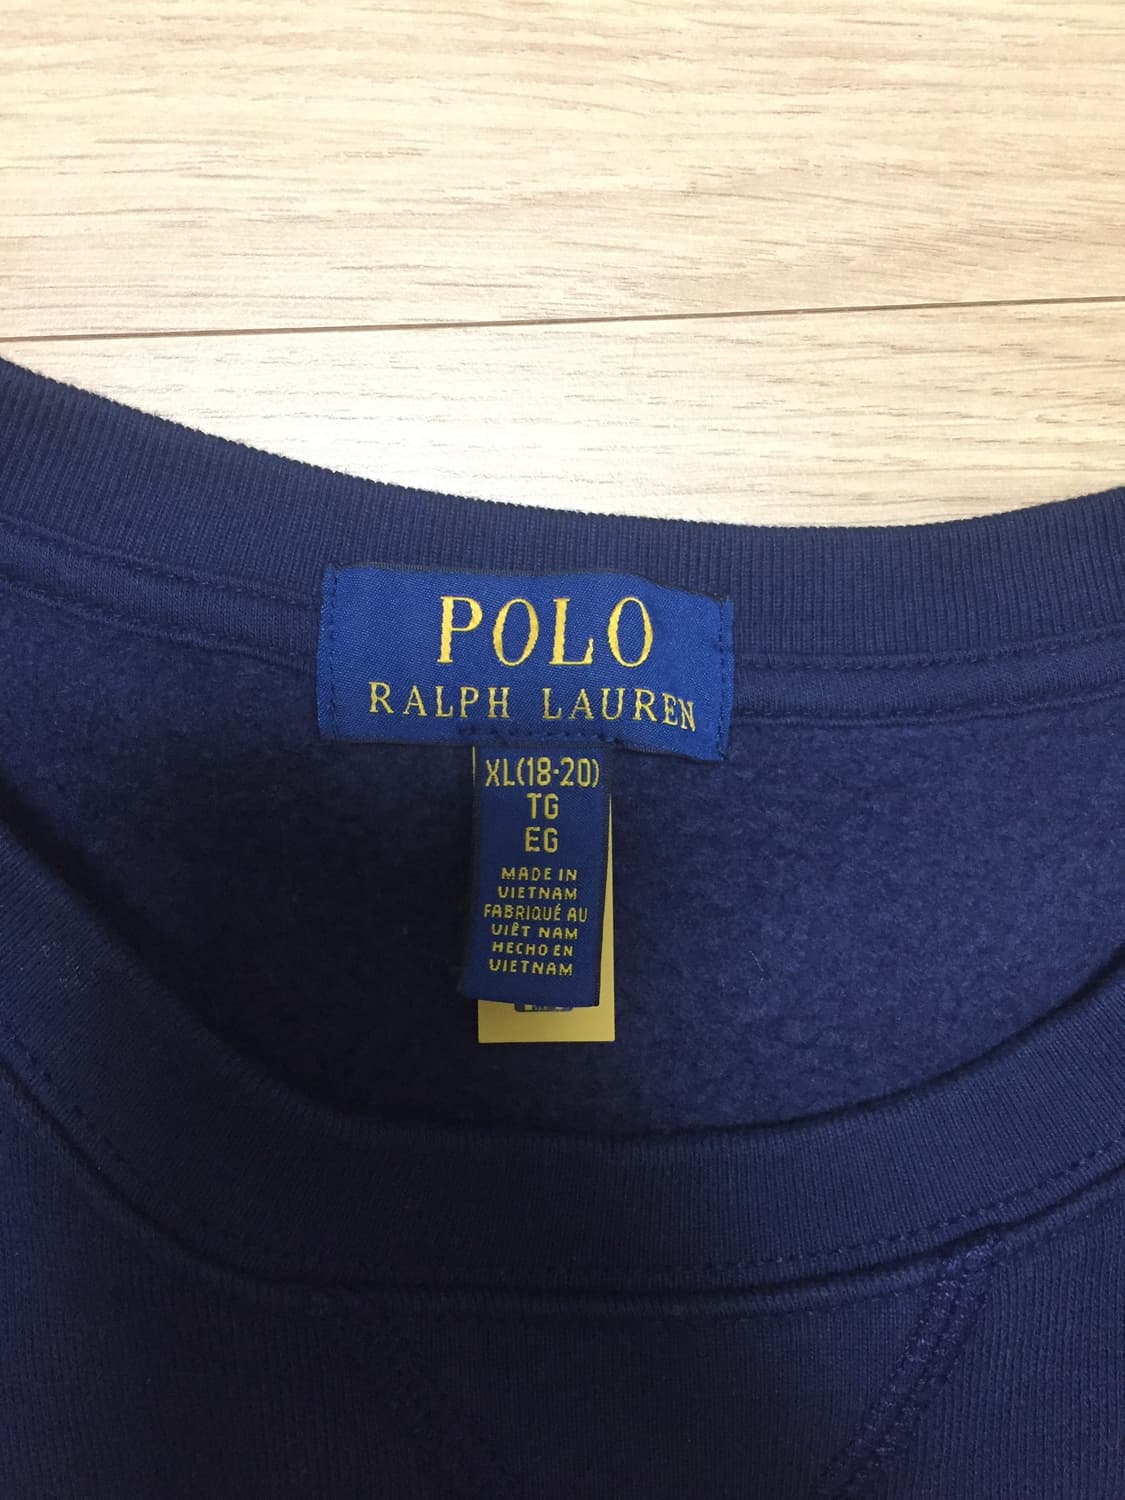 POLO
RALPH LAUREN
XL(18-20)
TG
EG
MADE IN
VIETNAM
FABRIQUÉ AU
VIÊT NAM
HECHO EN
VIETNAM